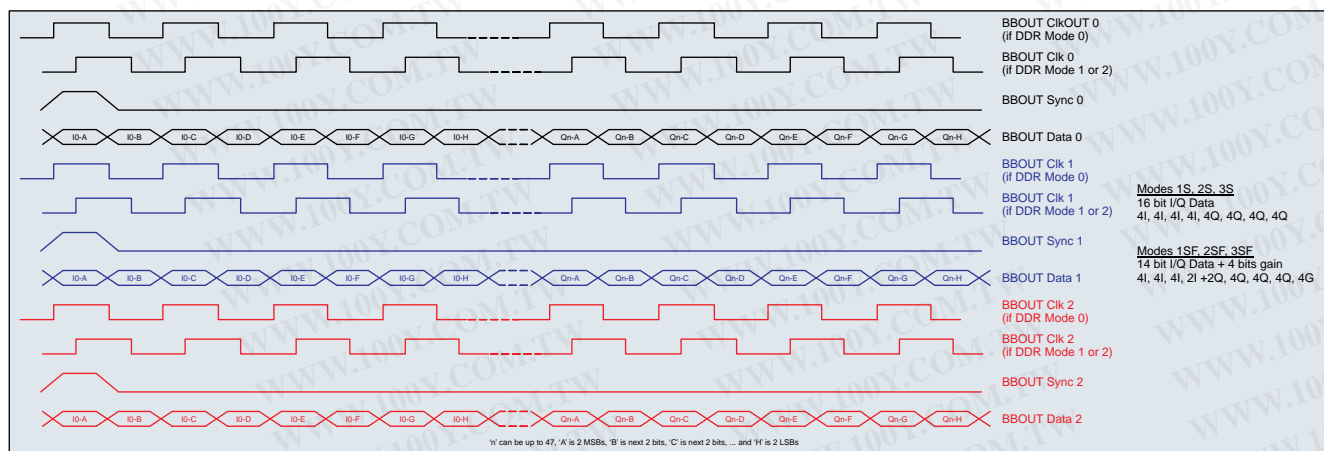 BBOUT ClkOUT 0
(if DDR Mode 0)
BBOUT Clk 0
(if DDR Mode 1 or 2)
BBOUT Sync 0
I0-A I0-B I0-C I0-D I0-E I0-F I0-G I0-H Qn-A Qn-B Qn-C Qn-D Qn-E Qn-F Qn-G Qn-H
BBOUT Data 0
BBOUT Clk 1
(if DDR Mode 0)
BBOUT Clk 1
(if DDR Mode 1 or 2)
BBOUT Sync 1
I0-A I0-B I0-C I0-D I0-E I0-F I0-G I0-H Qn-A Qn-B Qn-C Qn-D Qn-E Qn-F Qn-G Qn-H
BBOUT Data 1
BBOUT Clk 2
(if DDR Mode 0)
BBOUT Clk 2
(if DDR Mode 1 or 2)
BBOUT Sync 2
I0-A I0-B I0-C I0-D I0-E I0-F I0-G I0-H Qn-A Qn-B Qn-C Qn-D Qn-E Qn-F Qn-G Qn-H
BBOUT Data 2
Modes 1S, 2S, 3S
16 bit I/Q Data
4I, 4I, 4I, 4I, 4Q, 4Q, 4Q, 4Q
Modes 1SF, 2SF, 3SF
14 bit I/Q Data + 4 bits gain
4I, 4I, 4I, 2I +2Q, 4Q, 4Q, 4Q, 4G
'n' can be up to 47, 'A' is 2 MSBs, 'B' is next 2 bits, 'C' is next 2 bits, ... and 'H' is 2 LSBs
WWW.100Y.COM.TW